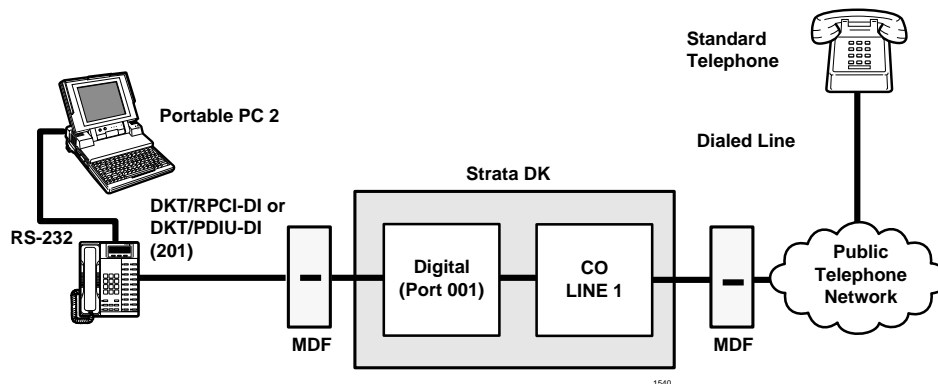 Standard
Telephone
Portable PC 2
Dialed Line
Strata DK
DKT/RPCI-DI or
DKT/PDIU-DI
(201)
RS-232
Digital
(Port 001)
CO
LINE 1
Public
Telephone
Network
MDF
MDF
1540